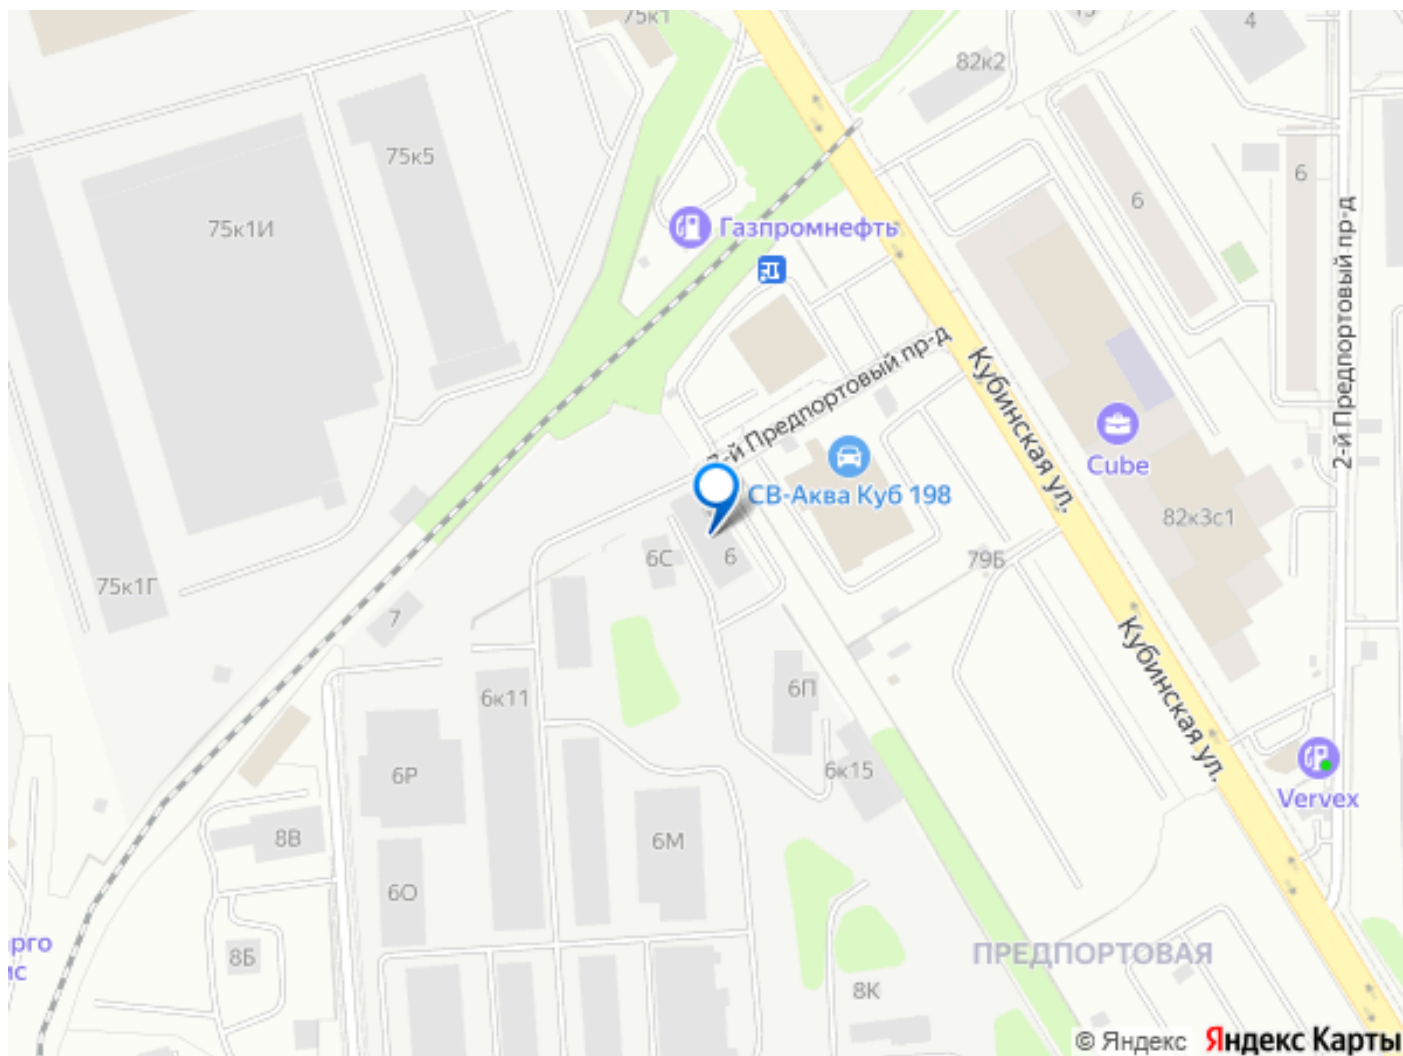 75к1
82к2
4
75к5
6
6
75к1И
Газпромнефть
2-й Предпортовый пр-д
2-й Предпортовый пр-д
Кубинская ул.
Cube
СВ-Аква Куб 198
82к3с1
6С
6
79Б
75к1Г
7
Кубинская ул.
6к11
6П
6Р
6к15
Vervex
8В
6М
6О
8Б
ПРЕДПОРТОВАЯ
8К
© Яндекс
Яндекс Карты